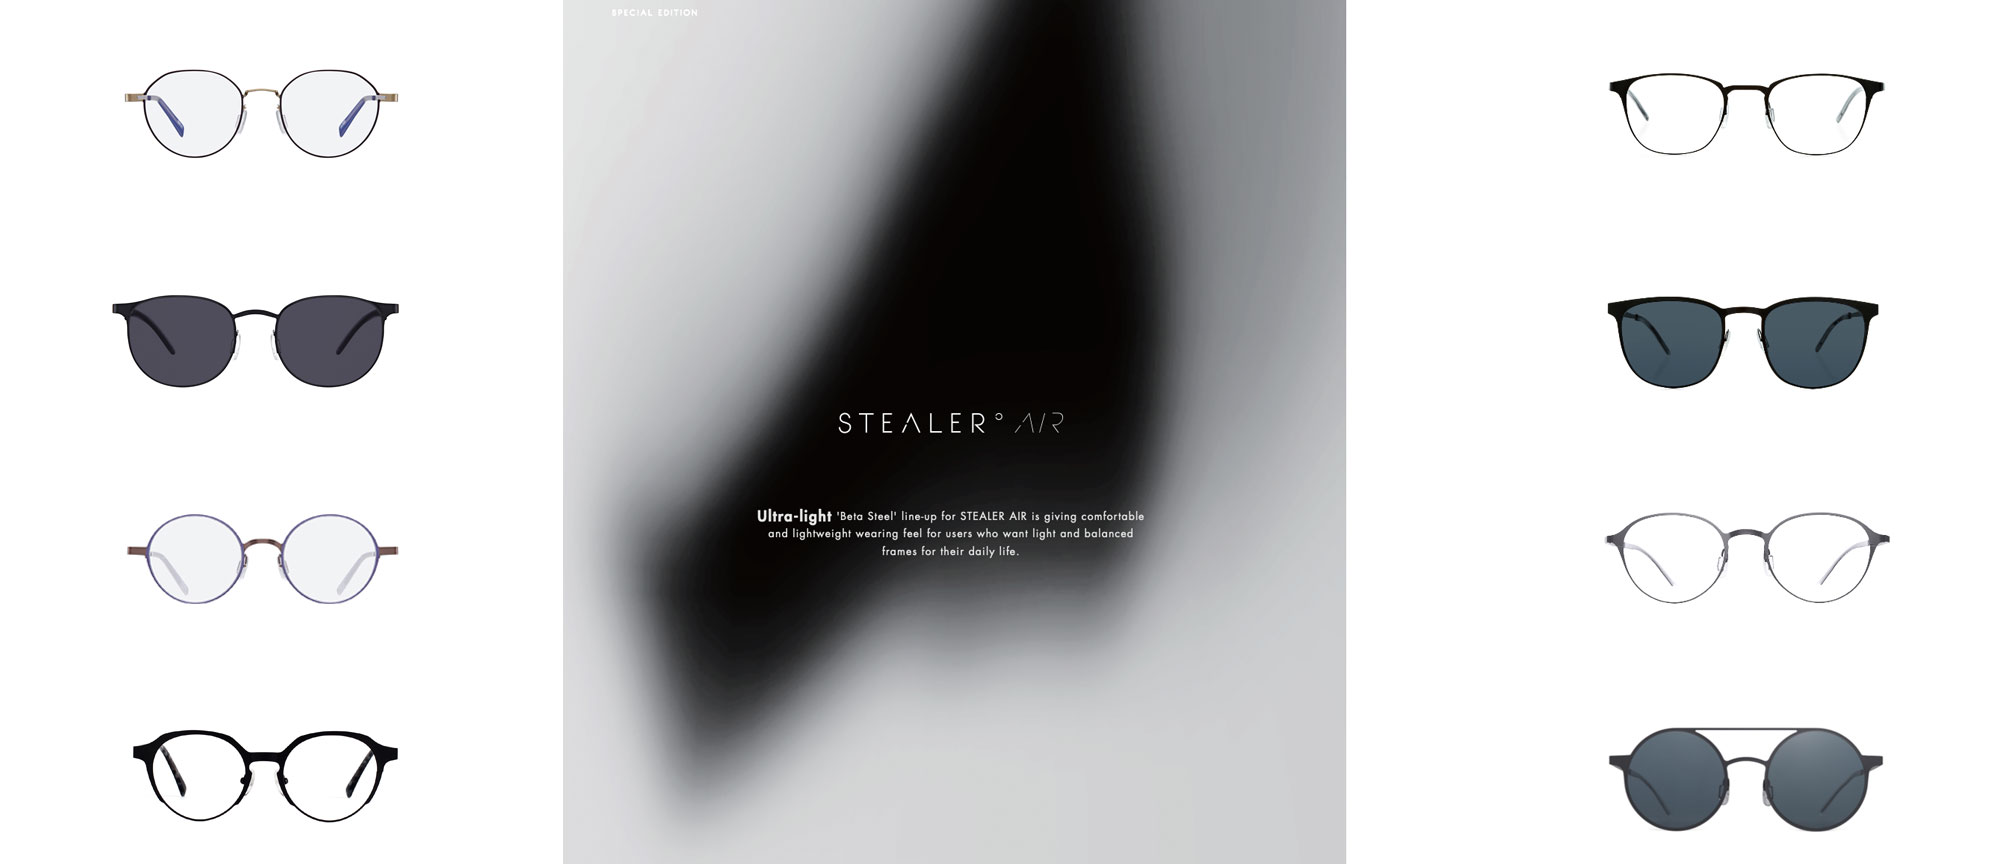 SPECIAL EDITION
STEALER° AIR
Ultra-light 'Beta Steel' line-up for STEALER AIR is giving comfortable
and lightweight wearing feel for users who want light and balanced
frames for their daily life.